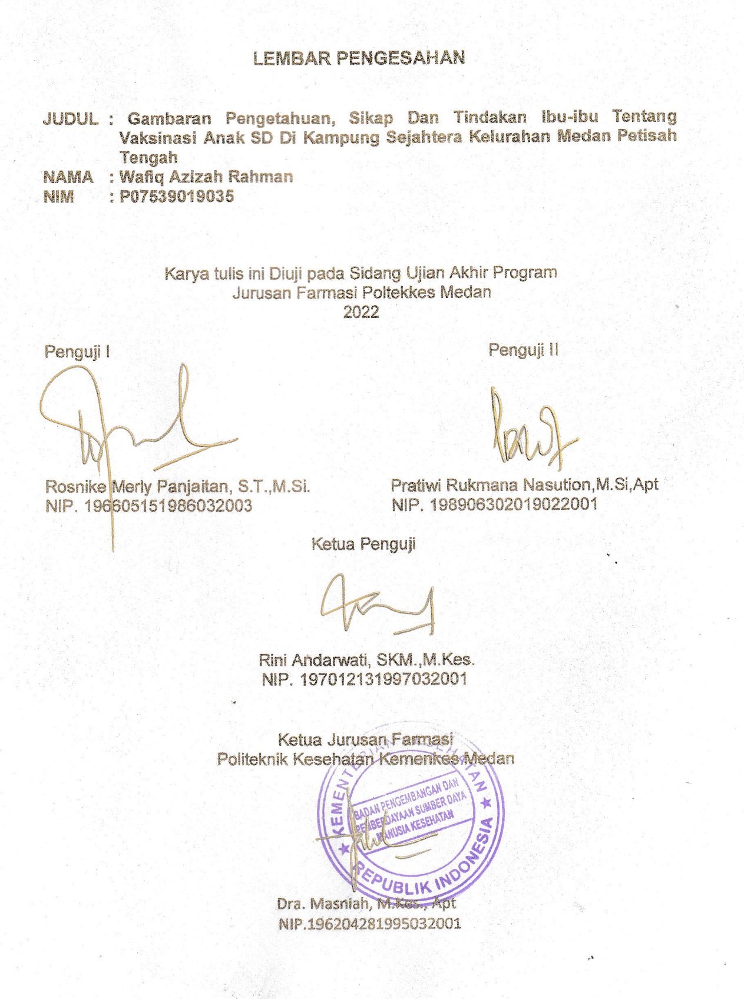 LEMBAR PENGESAHAN
JUDUL : Gambaran Pengetahuan, Sikap Dan Tindakan Ibu-ibu Tentang
Vaksinasi Anak SD Di Kampung Sejahtera Kelurahan Medan Petisah
Tengah
NAMA : Wafiq Azizah Rahman
NIM : P07539019035
Karya tulis ini Diuji pada Sidang Ujian Akhir Program
Jurusan Farmasi Poltekkes Medan
2022
Penguji I
Penguji II
Rosnike Merly Panjaitan, S.T.,M.Si.
NIP. 196605151986032003
Pratiwi Rukmana Nasution,M.Si,Apt
NIP. 198906302019022001
Ketua Penguji
Rini Andarwati, SKM.,M.Kes.
NIP. 197012131997032001
Ketua Jurusan Farmasi
Politeknik Kesehatan Kemenkes Medan
KEMENTERIAN KESEHATAN
BADAN PENGEMBANGAN DAN
PEMBERDAYAAN SUMBER DAYA
MANUSIA KESEHATAN
REPUBLIK INDONESIA
Dra. Masniah, M.Kes., Apt
NIP.196204281995032001